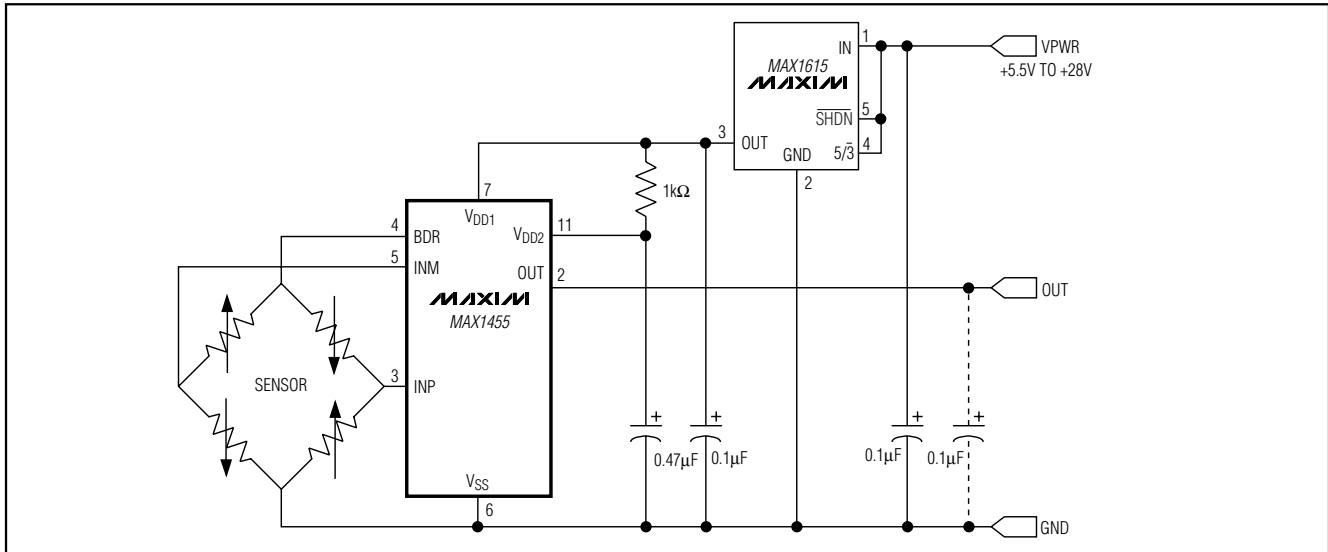 1
IN
VPWR
MAX1615
MAXIM
+5.5V TO +28V
5
SHDN
3
OUT
4
5/3
GND
2
7
1kΩ
VDD1
4
BDR
11
VDD2
5
INM
OUT
2
OUT
MAXIM
MAX1455
SENSOR
3
INP
+
+
+
+
0.47µF
0.1µF
0.1µF
0.1µF
VSS
6
GND